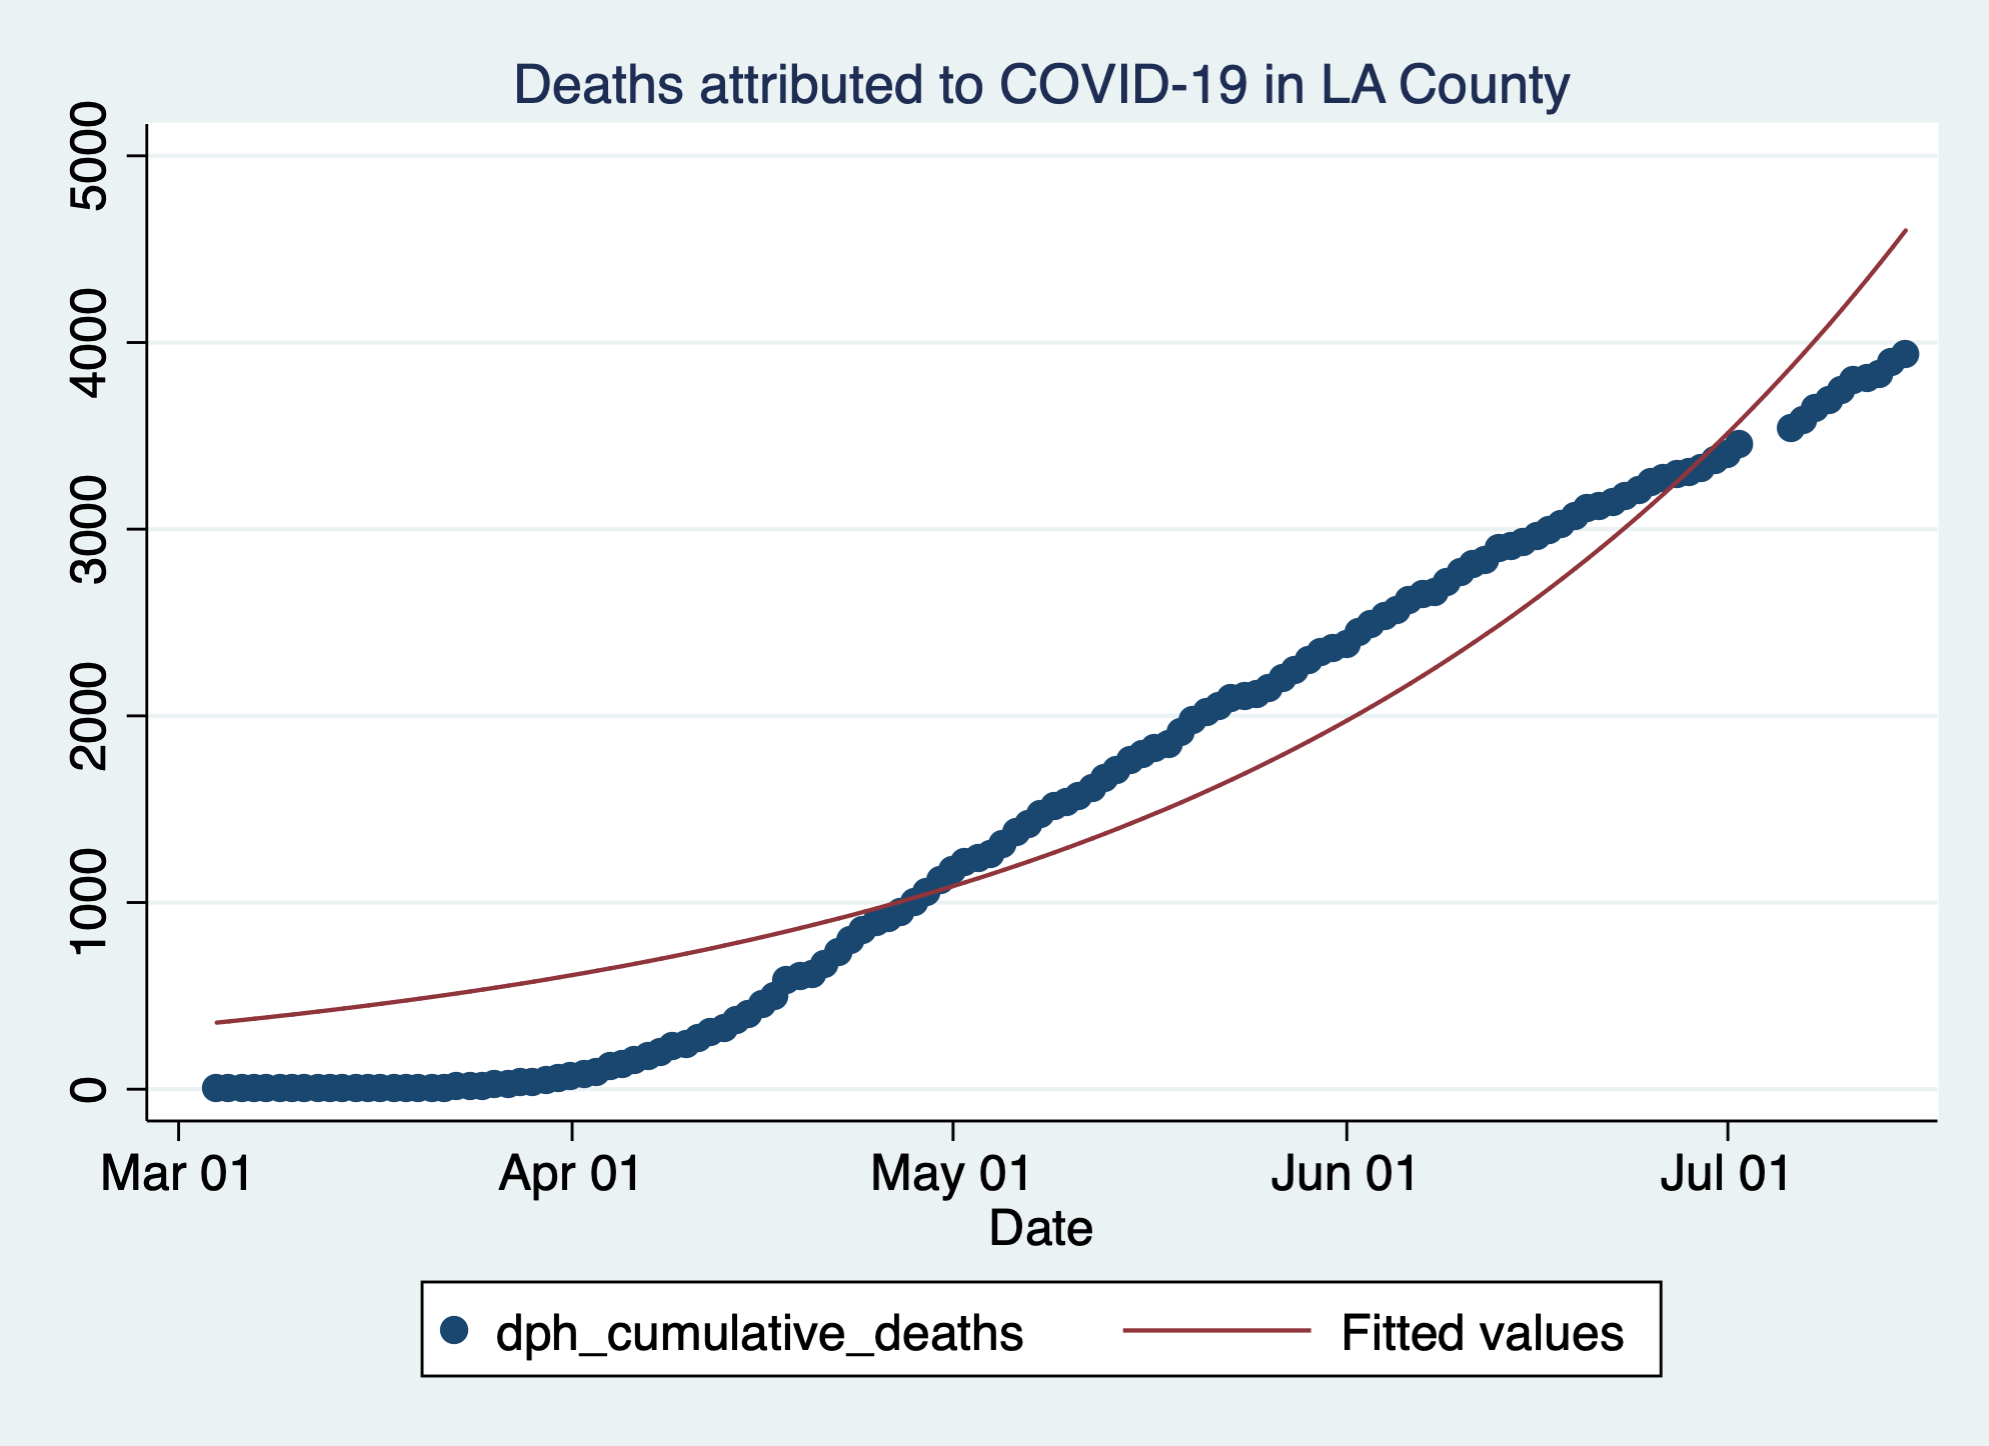 Deaths attributed to COVID-19 in LA County
5000
4000
3000
2000
1000
0
Mar 01 Apr 01 May 01 Jun 01 Jul 01
Date
dph_cumulative_deaths Fitted values